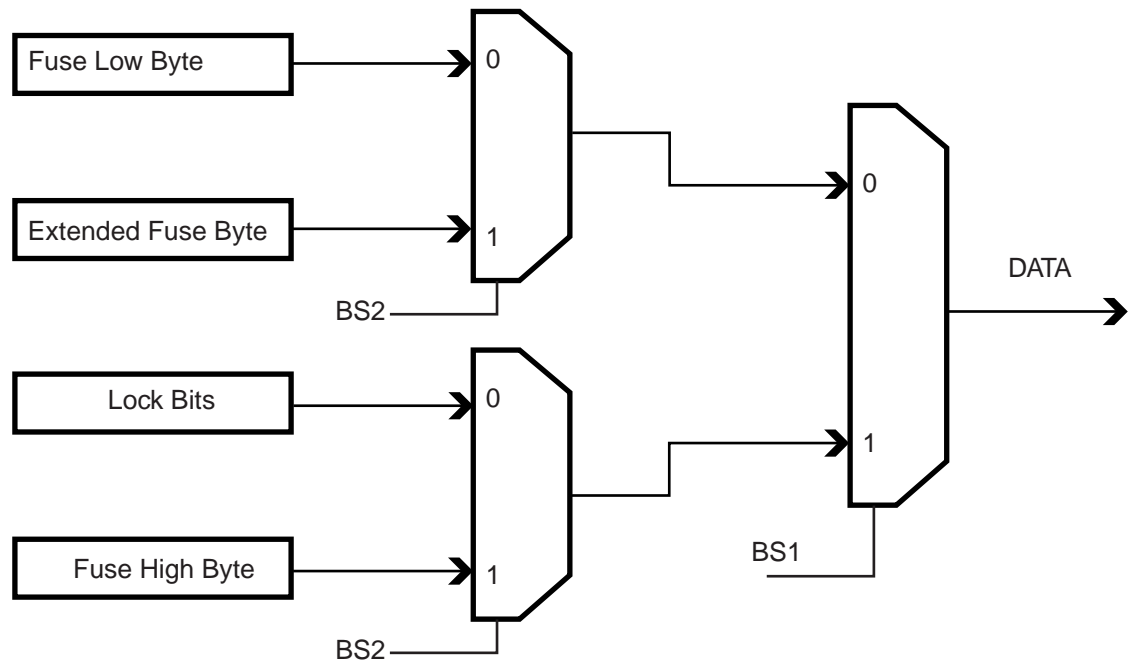 Fuse Low Byte
0
Extended Fuse Byte
1
BS2
Lock Bits
0
Fuse High Byte
1
BS2
0
1
BS1
DATA